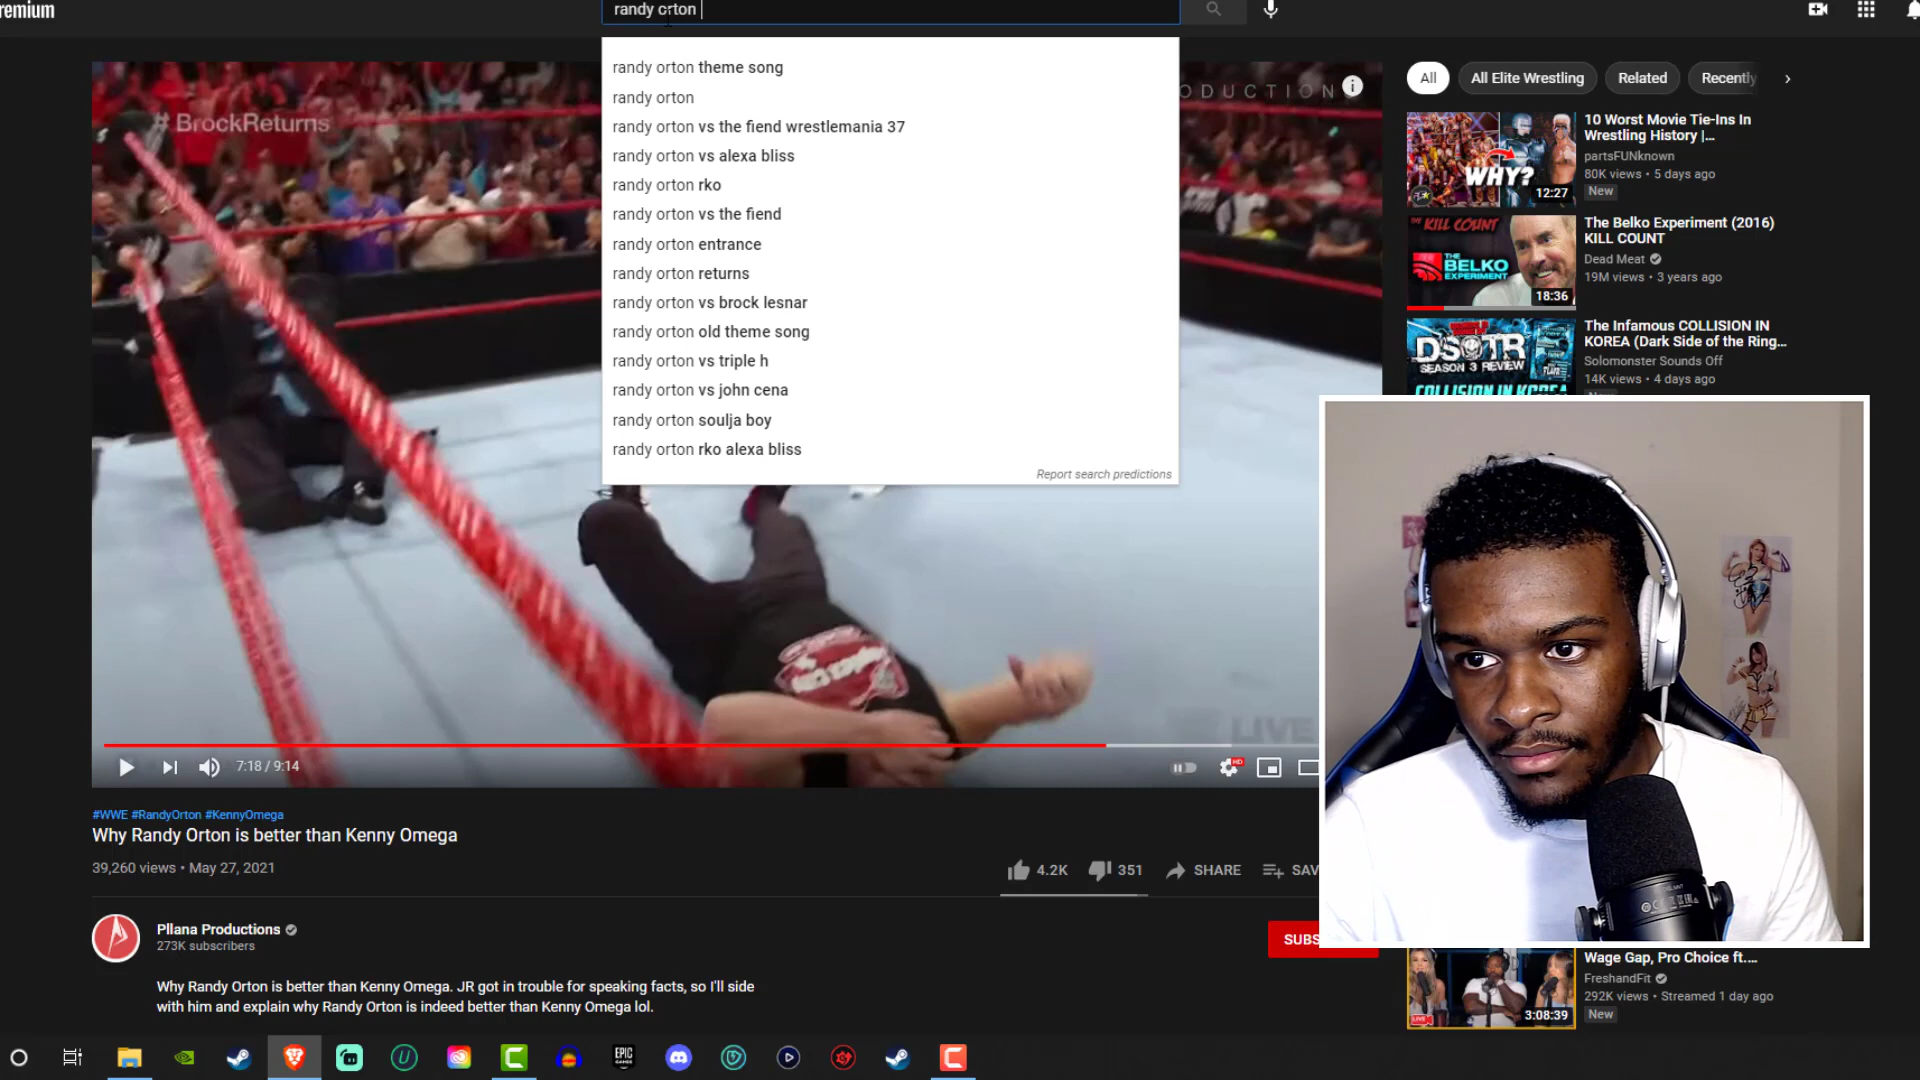 remium
randy orton
randy orton theme song
randy orton
randy orton vs the fiend wrestlemania 37
randy orton vs alexa bliss
randy orton rko
randy orton vs the fiend
randy orton entrance
randy orton returns
randy orton vs brock lesnar
randy orton old theme song
randy orton vs triple h
randy orton vs john cena
randy orton soulja boy
randy orton rko alexa bliss
Report search predictions
# BrockReturns
ODUCTION
LIVE
7:18 / 9:14
HD
#WWE #RandyOrton #KennyOmega
Why Randy Orton is better than Kenny Omega
39,260 views • May 27, 2021
4.2K
351
SHARE
SAV
Pllana Productions
273K subscribers
SUBS
Why Randy Orton is better than Kenny Omega. JR got in trouble for speaking facts, so I'll side
with him and explain why Randy Orton is indeed better than Kenny Omega lol.
All
All Elite Wrestling
Related
Recently
WHY?
12:27
10 Worst Movie Tie-Ins In
Wrestling History |...
partsFUNknown
80K views • 5 days ago
New
KILL COUNT
THE
BELKO
EXPERIMENT
18:36
The Belko Experiment (2016)
KILL COUNT
Dead Meat
19M views • 3 years ago
DSOTR
SEASON 3 REVIEW
COLLISION IN KOREA
The Infamous COLLISION IN
KOREA (Dark Side of the Ring...
Solomonster Sounds Off
14K views • 4 days ago
LIVE
3:08:39
Wage Gap, Pro Choice ft....
FreshandFit
292K views • Streamed 1 day ago
New
EPIC
GAMES